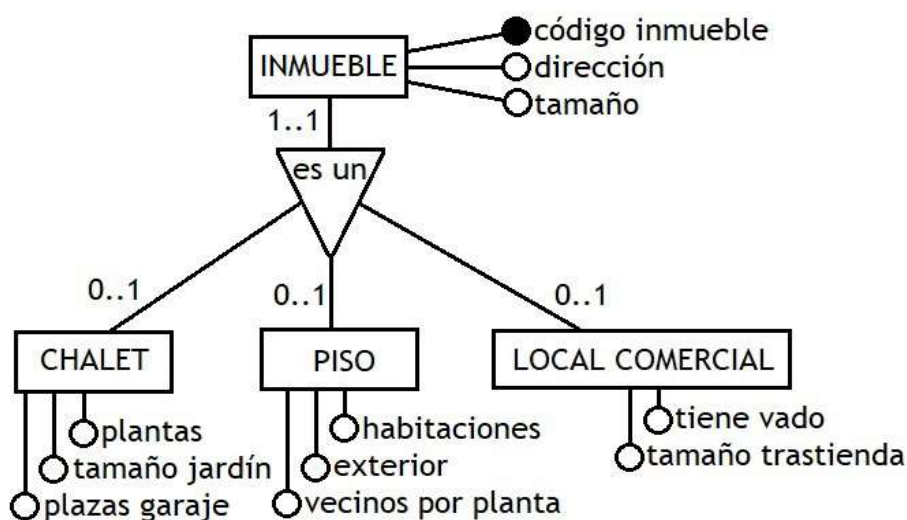 código inmueble
INMUEBLE
dirección
tamaño
1..1
es un
0..1
0..1
0..1
CHALET
PISO
LOCAL COMERCIAL
plantas
tamaño jardín
plazas garaje
habitaciones
exterior
vecinos por planta
tiene vado
tamaño trastienda